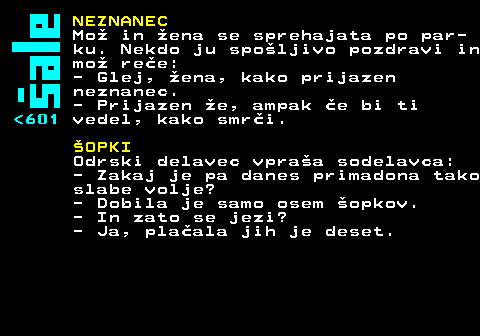 šale
<601
NEZNANEC
Mož in žena se sprehajata po par-
ku. Nekdo ju spošljivo pozdravi in
mož reče:
- Glej, žena, kako prijazen
neznanec.
- Prijazen že, ampak če bi ti
vedel, kako smrči.
ŠOPKI
Odrski delavec vpraša sodelavca:
- Zakaj je pa danes primadona tako
slabe volje?
- Dobila je samo osem šopkov.
- In zato se jezi?
- Ja, plačala jih je deset.